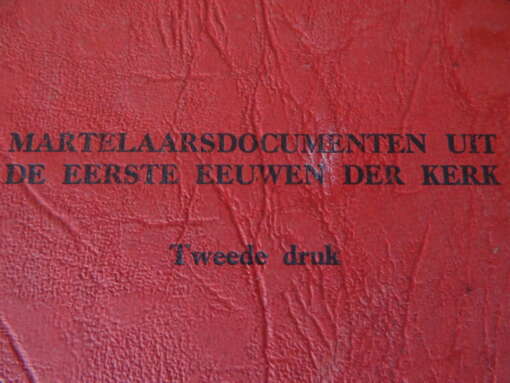 MARTELAARSDOCUMENTEN UIT
DE EERSTE EEUWEN DER KERK
Tweede druk